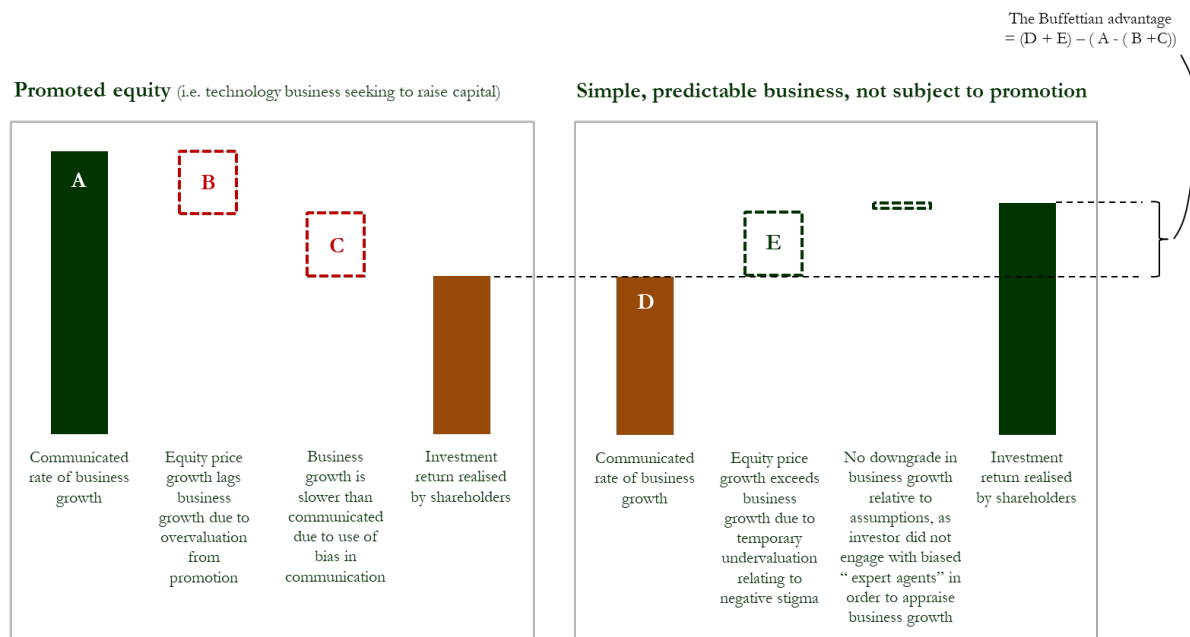 The Buffettian advantage
= (D + E) – ( A - ( B +C))
Promoted equity (i.e. technology business seeking to raise capital)
Simple, predictable business, not subject to promotion
A
B
C
E
D
Communicated
rate of business
growth
Equity price
growth lags
business
growth due to
overvaluation
from
promotion
Business
growth is
slower than
communicated
due to use of
bias in
communication
Investment
return realised
by shareholders
Communicated
rate of business
growth
Equity price
growth exceeds
business
growth due to
temporary
undervaluation
relating to
negative stigma
No downgrade in
business growth
relative to
assumptions, as
investor did not
engage with biased
“ expert agents” in
order to appraise
business growth
Investment
return realised
by shareholders